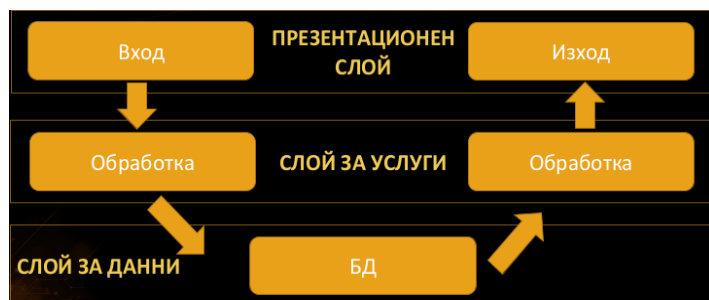 Вход
ПРЕЗЕНТАЦИОНЕН
СЛОЙ
Изход
Обработка
СЛОЙ ЗА УСЛУГИ
Обработка
СЛОЙ ЗА ДАННИ
БД